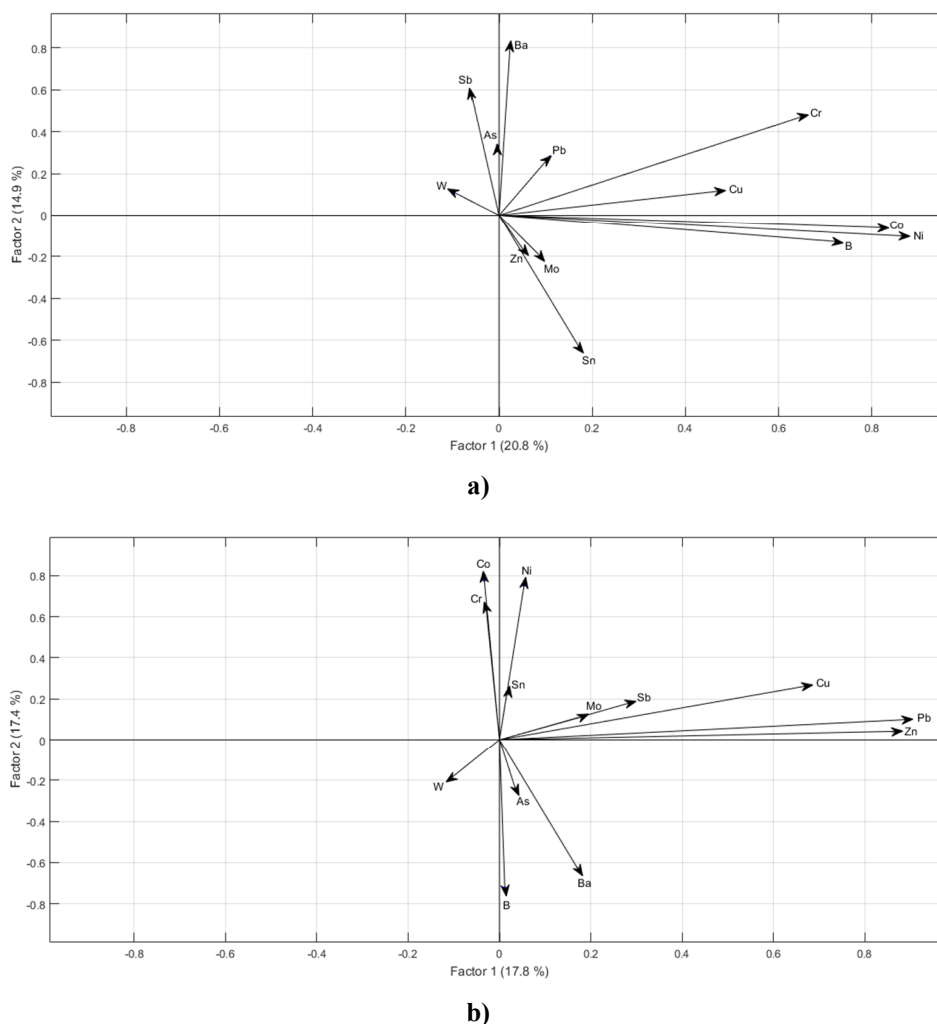 0.8
0.6
0.4
0.2
0
-0.2
-0.4
-0.6
-0.8
Factor 2 (14.9 %)
Ba
Sb
As
Pb
Cr
W
Cu
Co
Ni
B
Zn
Mo
Sn
-0.8 -0.6 -0.4 -0.2 0 0.2 0.4 0.6 0.8
Factor 1 (20.8 %)
a)
0.8
0.6
0.4
0.2
0
-0.2
-0.4
-0.6
-0.8
Factor 2 (17.4 %)
Co
Ni
Cr
Sn
Mo
Sb
Cu
Pb
Zn
W
As
Ba
B
-0.8 -0.6 -0.4 -0.2 0 0.2 0.4 0.6 0.8
Factor 1 (17.8 %)
b)